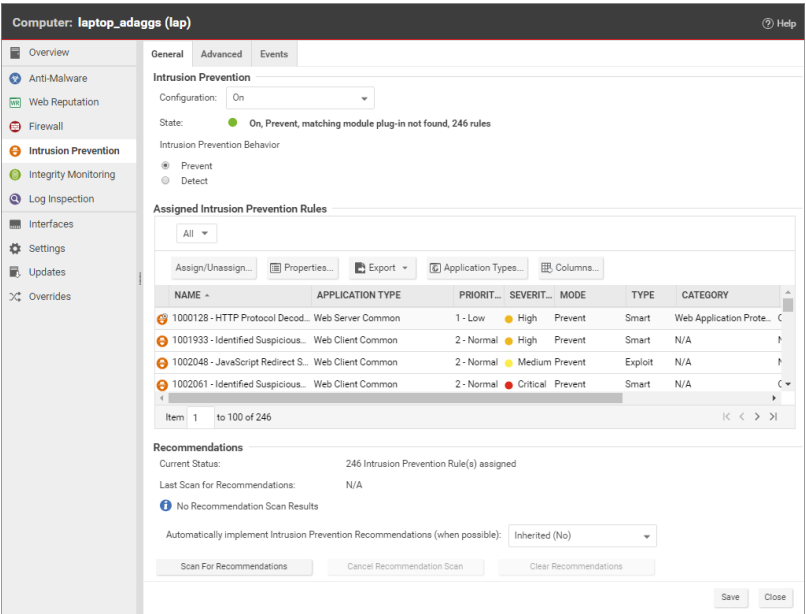 Computer: laptop_adaggs (lap)
Help
Overview
Anti-Malware
Web Reputation
Firewall
Intrusion Prevention
Integrity Monitoring
Log Inspection
Interfaces
Settings
Updates
Overrides
General Advanced Events
Intrusion Prevention
Configuration: On
State: On, Prevent, matching module plug-in not found, 246 rules
Intrusion Prevention Behavior
Prevent
Detect
Assigned Intrusion Prevention Rules
All
Assign/Unassign... Properties... Export Application Types... Columns...
NAME APPLICATION TYPE PRIORIT... SEVERIT... MODE TYPE CATEGORY
1000128 - HTTP Protocol Decod... Web Server Common 1 - Low High Prevent Smart Web Application Prote...
1001933 - Identified Suspicious... Web Client Common 2 - Normal High Prevent Smart N/A
1002048 - JavaScript Redirect S... Web Client Common 2 - Normal Medium Prevent Exploit N/A
1002061 - Identified Suspicious... Web Client Common 2 - Normal Critical Prevent Smart N/A
Item 1 to 100 of 246
Recommendations
Current Status: 246 Intrusion Prevention Rule(s) assigned
Last Scan for Recommendations: N/A
No Recommendation Scan Results
Automatically implement Intrusion Prevention Recommendations (when possible): Inherited (No)
Scan For Recommendations Cancel Recommendation Scan Clear Recommendations
Save Close